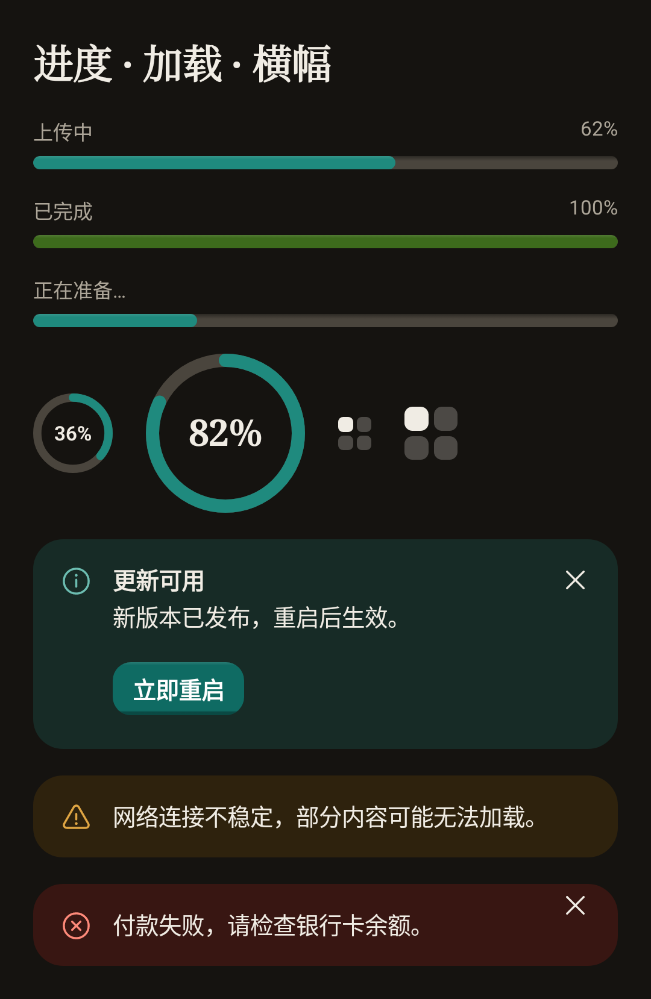 进度 · 加载 · 横幅
上传中 62%
已完成 100%
正在准备…
36% 82%
更新可用
新版本已发布，重启后生效。
立即重启
网络连接不稳定，部分内容可能无法加载。
付款失败，请检查银行卡余额。